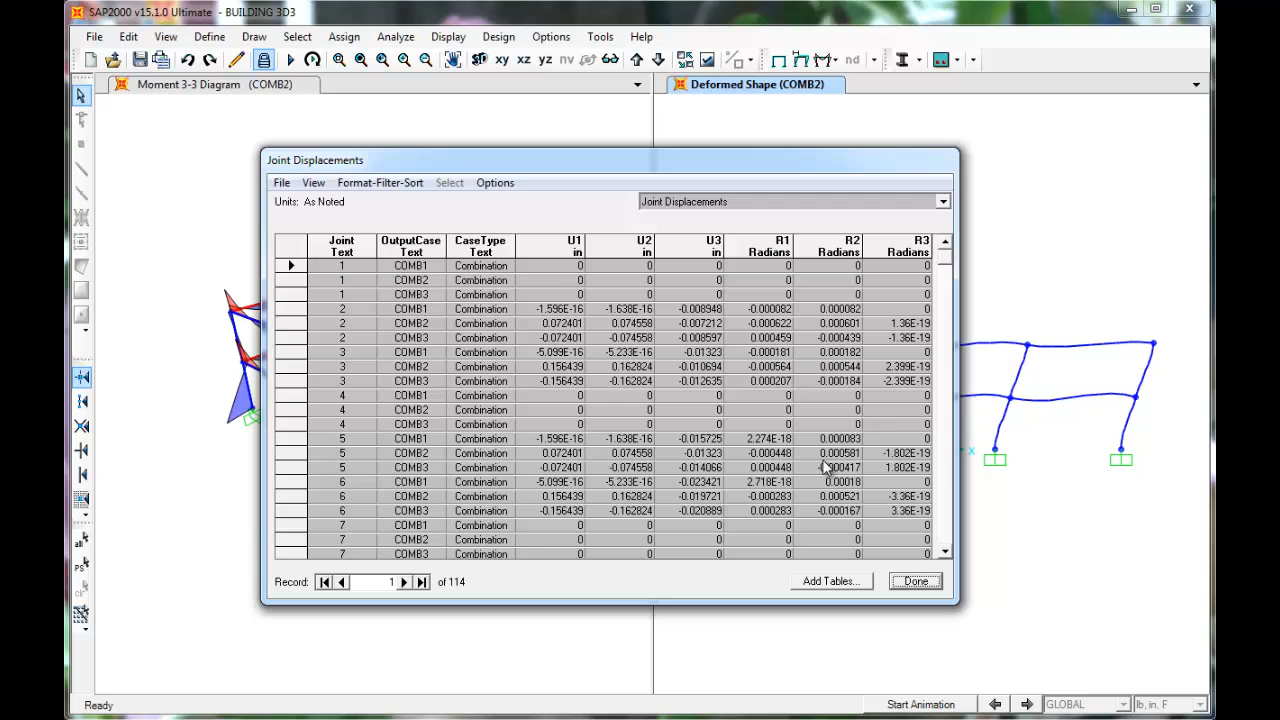 SAP2000 v15.1.0 Ultimate - BUILDING 3D3
File Edit View Define Draw Select Assign Analyze Display Design Options Tools Help
3D xy xz yz nv nd
Moment 3-3 Diagram (COMB2)
Deformed Shape (COMB2)
Joint Displacements
File View Format-Filter-Sort Select Options
Units: As Noted
Joint Displacements
Joint OutputCase CaseType U1 U2 U3 R1 R2 R3
Text Text Text in in in Radians Radians Radians
1 COMB1 Combination 0 0 0 0 0 0
1 COMB2 Combination 0 0 0 0 0 0
1 COMB3 Combination 0 0 0 0 0 0
2 COMB1 Combination -1.596E-16 -1.638E-16 -0.008948 -0.000082 0.000082 0
2 COMB2 Combination 0.072401 0.074558 -0.007212 -0.000622 0.000601 1.36E-19
2 COMB3 Combination -0.072401 -0.074558 -0.008597 0.000459 -0.000439 -1.36E-19
3 COMB1 Combination -5.099E-16 -5.233E-16 -0.01323 -0.000181 0.000182 0
3 COMB2 Combination 0.156439 0.162824 -0.010694 -0.000564 0.000544 2.399E-19
3 COMB3 Combination -0.156439 -0.162824 -0.012635 0.000207 -0.000184 -2.399E-19
4 COMB1 Combination 0 0 0 0 0 0
4 COMB2 Combination 0 0 0 0 0 0
4 COMB3 Combination 0 0 0 0 0 0
5 COMB1 Combination -1.596E-16 -1.638E-16 -0.015725 2.274E-18 0.000083 0
5 COMB2 Combination 0.072401 0.074558 -0.01323 -0.000448 0.000581 -1.802E-19
5 COMB3 Combination -0.072401 -0.074558 -0.014066 0.000448 1.802E-19
6 COMB1 Combination -5.099E-16 -5.233E-16 -0.023421 2.718E-18 0.00018 0
6 COMB2 Combination 0.156439 0.162824 -0.019721 -0.000283 0.000521 -3.36E-19
6 COMB3 Combination -0.156439 -0.162824 -0.020889 0.000283 -0.000167 3.36E-19
7 COMB1 Combination 0 0 0 0 0 0
7 COMB2 Combination 0 0 0 0 0 0
7 COMB3 Combination 0 0 0 0 0 0
Record: 1 of 114
Add Tables...
Done
x
all
PS
clr
Ready
Start Animation
GLOBAL
lb, in, F